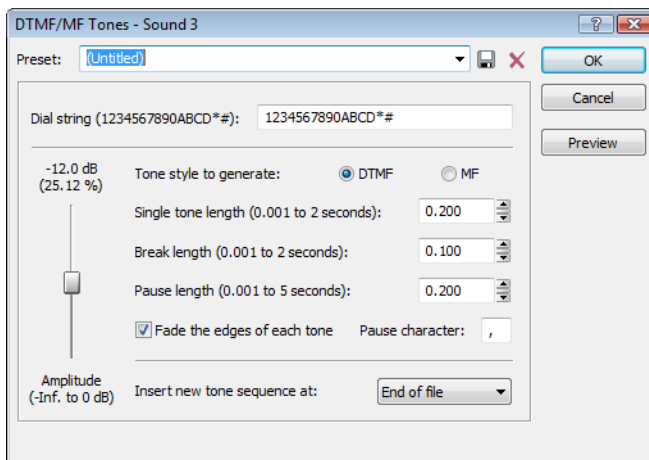 DTMF/MF Tones - Sound 3
Preset: (Untitled)
OK
Cancel
Preview
Dial string (1234567890ABCD*#): 1234567890ABCD*#
-12.0 dB
(25.12 %)
Tone style to generate: DTMF MF
Single tone length (0.001 to 2 seconds): 0.200
Break length (0.001 to 2 seconds): 0.100
Pause length (0.001 to 5 seconds): 0.200
Fade the edges of each tone Pause character: ,
Amplitude
(-Inf. to 0 dB)
Insert new tone sequence at: End of file